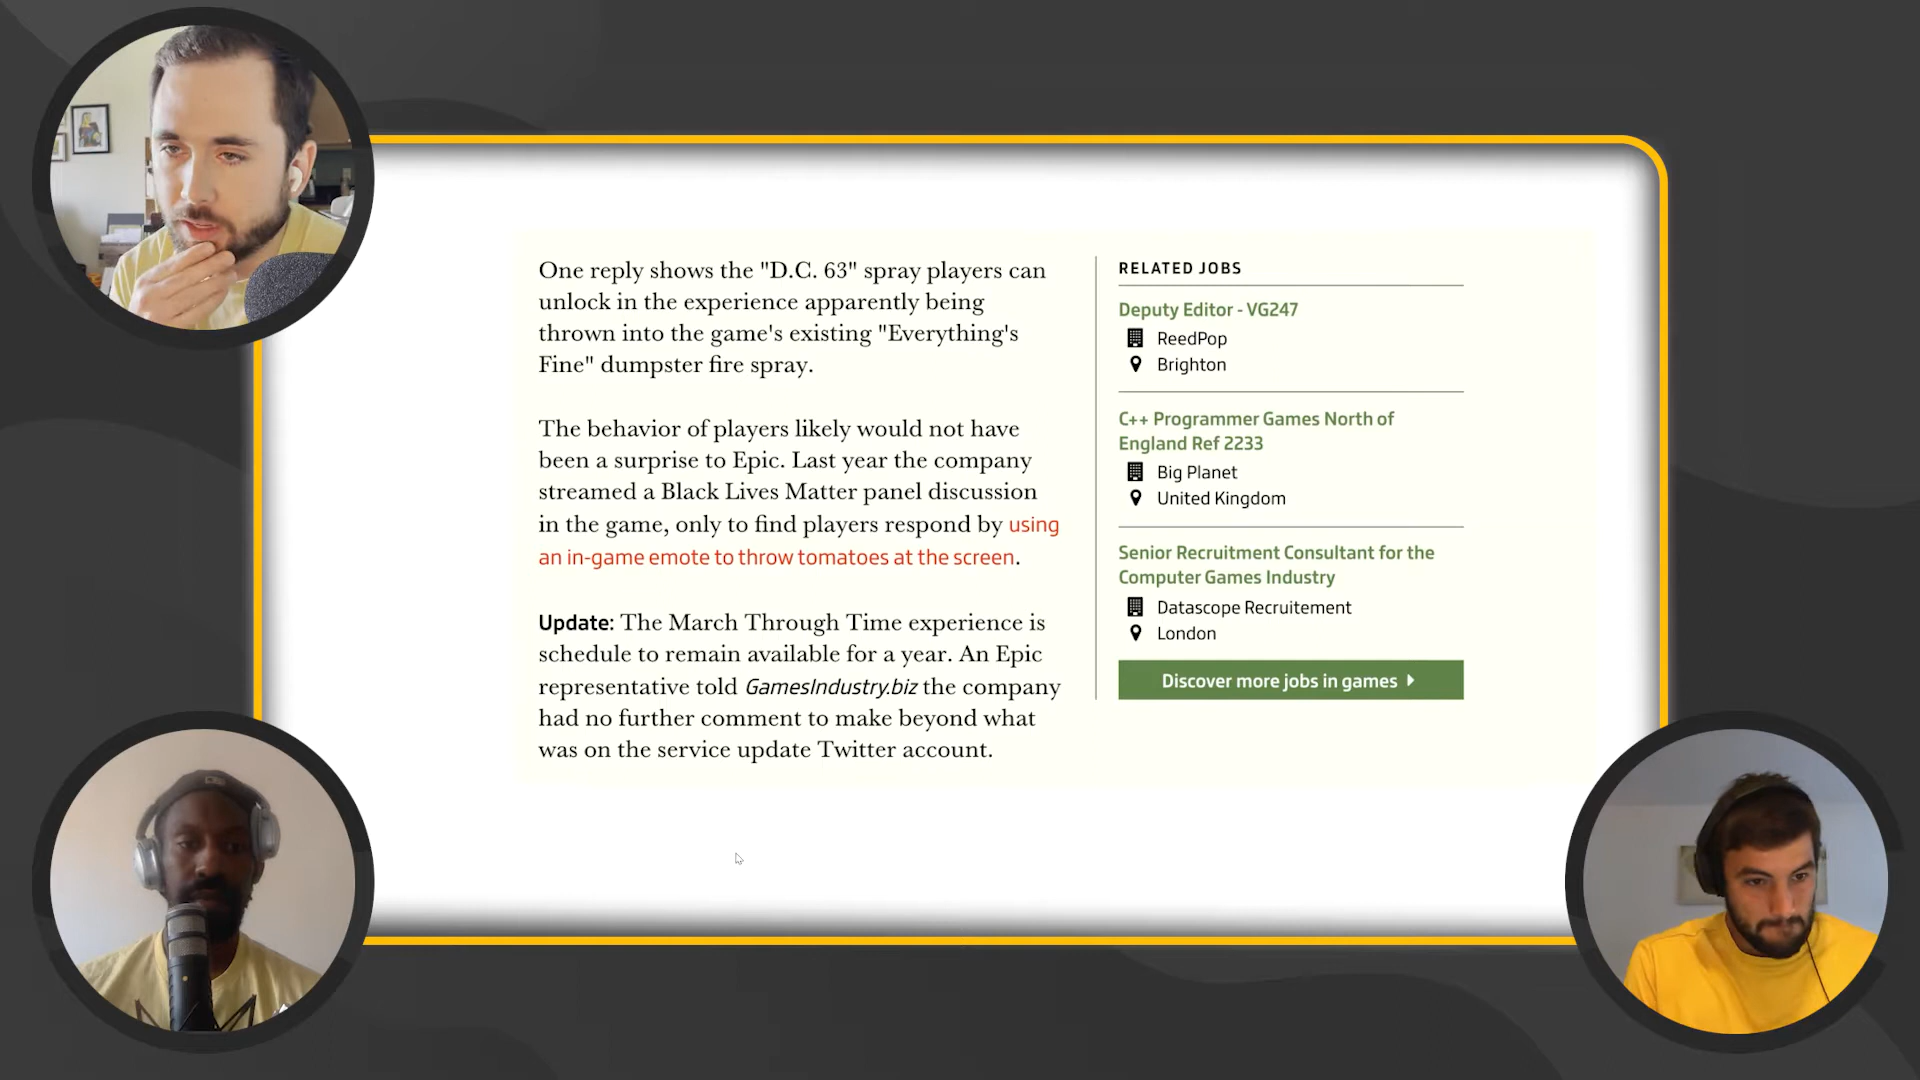 One reply shows the "D.C. 63" spray players can
unlock in the experience apparently being
thrown into the game's existing "Everything's
Fine" dumpster fire spray.
The behavior of players likely would not have
been a surprise to Epic. Last year the company
streamed a Black Lives Matter panel discussion
in the game, only to find players respond by using
an in-game emote to throw tomatoes at the screen.
Update: The March Through Time experience is
schedule to remain available for a year. An Epic
representative told GamesIndustry.biz the company
had no further comment to make beyond what
was on the service update Twitter account.
RELATED JOBS
Deputy Editor - VG247
ReedPop
Brighton
C++ Programmer Games North of
England Ref 2233
Big Planet
United Kingdom
Senior Recruitment Consultant for the
Computer Games Industry
Datascope Recruitement
London
Discover more jobs in games